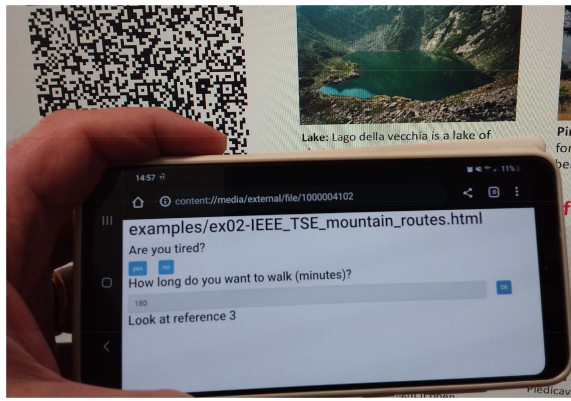 Lake: Lago della vecchia is a lake of
14:57
11%
content://media/external/file/1000004102
examples/ex02-IEEE_TSE_mountain_routes.html
Are you tired?
yes no
How long do you want to walk (minutes)?
180
Ok
Look at reference 3